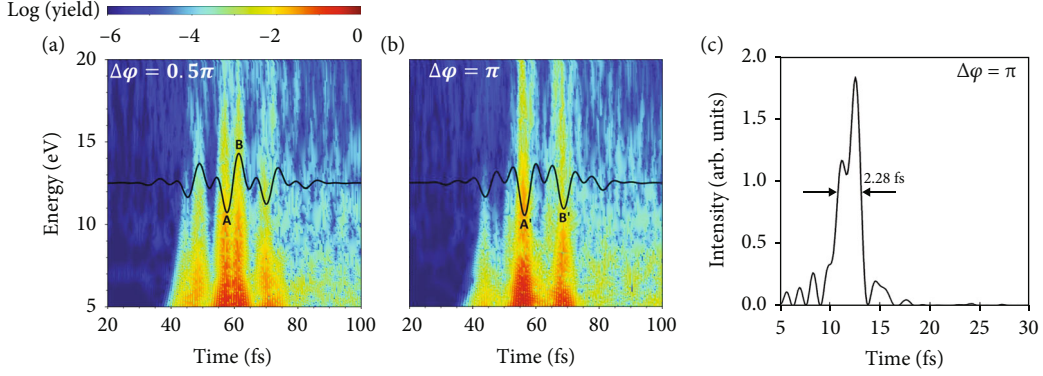 Log (yield)
−6 −4 −2 0
(a)
Δφ = 0.5π
A
B
Energy (eV)
20
15
10
5
20 40 60 80 100
Time (fs)
(b)
Δφ = π
A'
B'
20 40 60 80 100
Time (fs)
(c)
Δφ = π
2.28 fs
Intensity (arb. units)
2.0
1.5
1.0
0.5
0.0
5 10 15 20 25 30
Time (fs)